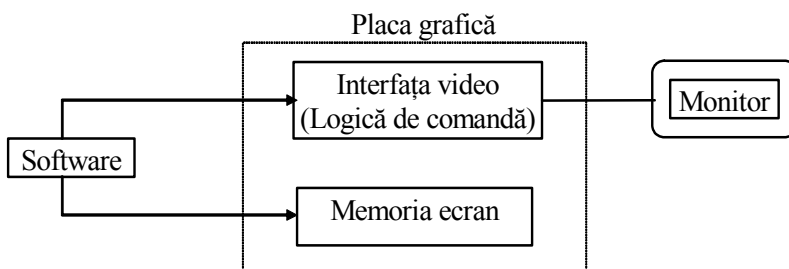 Placa grafică
Interfața video
(Logică de comandă)
Monitor
Software
Memoria ecran